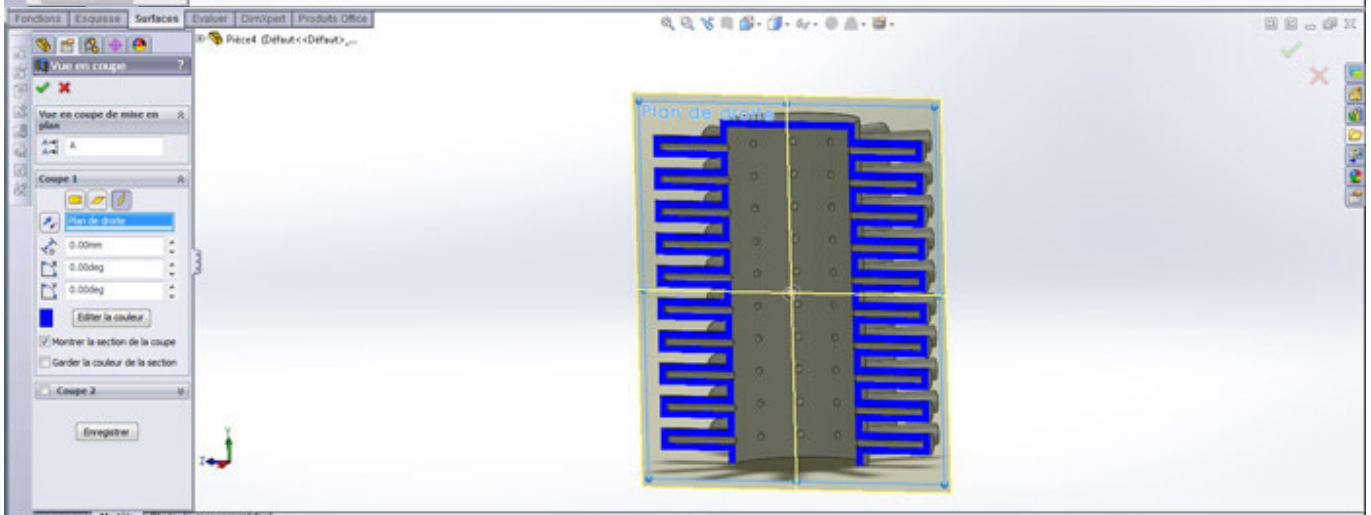 Fonctions Esquisse Surfaces Evaluer DimXpert Produits Office
Pièce4 (Défaut<<Défaut>_...
Vue en coupe ?
Vue en coupe de mise en plan
A
Coupe 1
Plan de droite
0.00mm
0.00deg
0.00deg
Editer la couleur
Montrer la section de la coupe
Garder la couleur de la section
Coupe 2
Enregistrer
Plan de droite
Y
Z